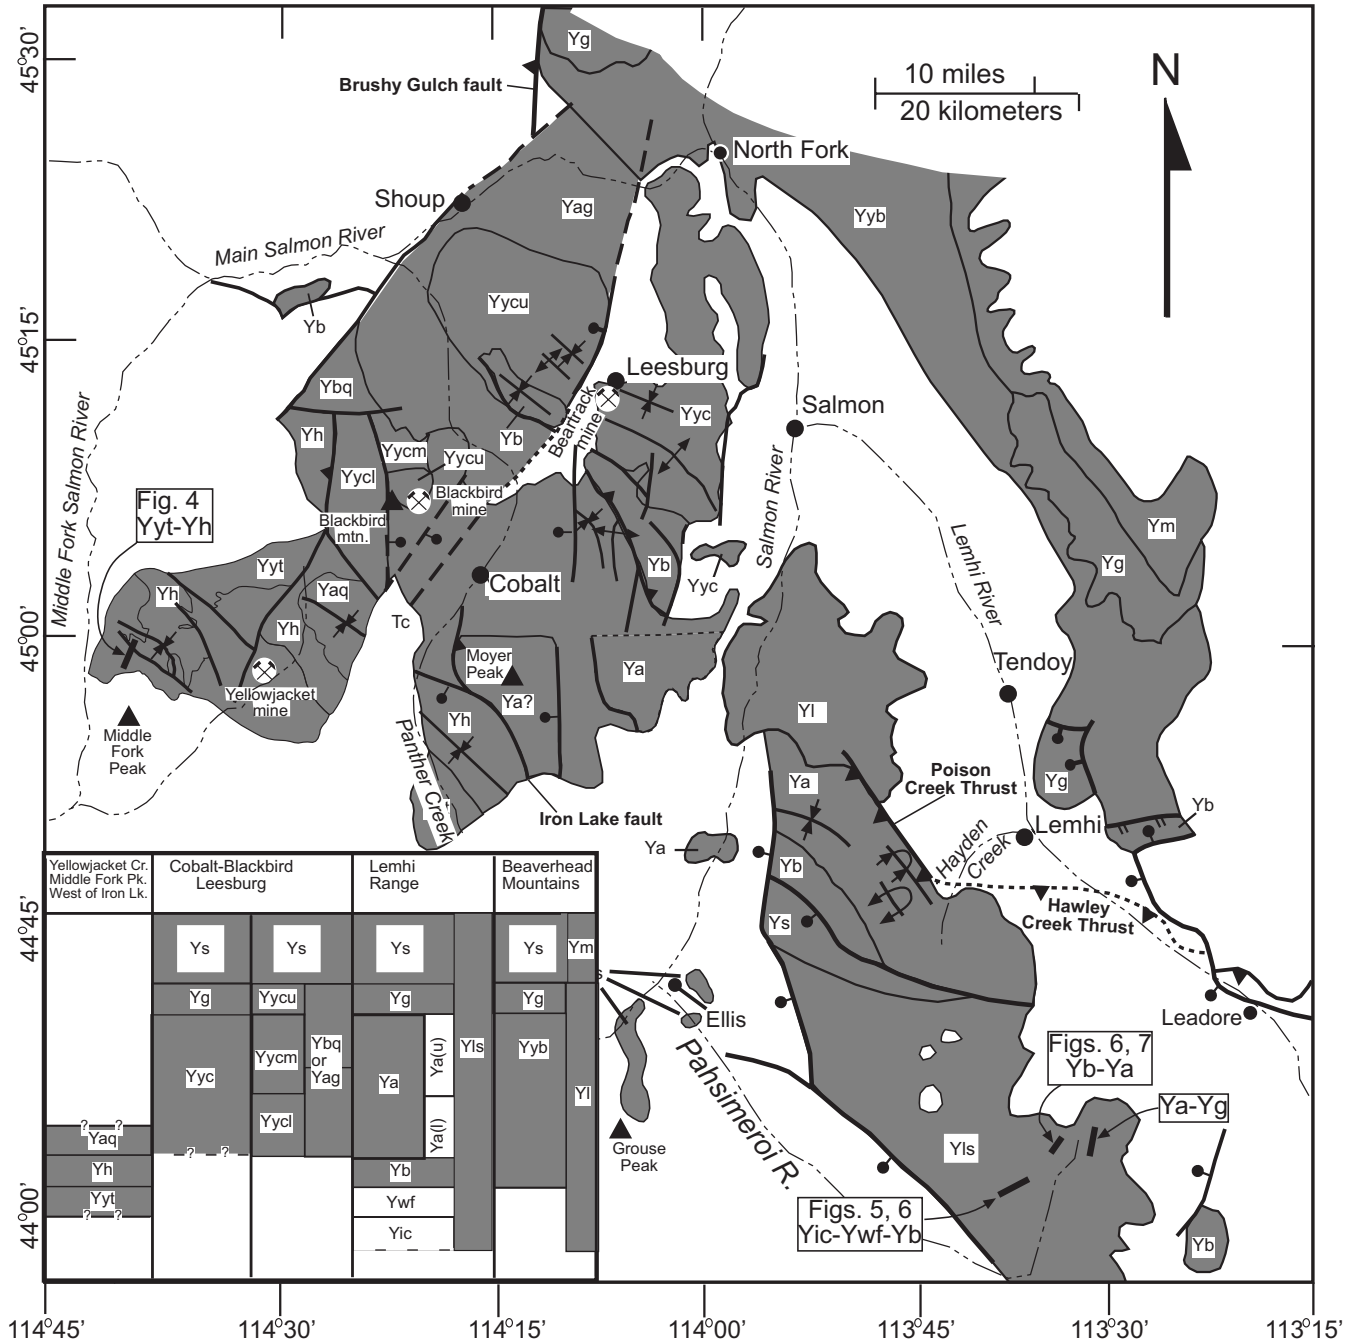 45°30'
45°15'
45°00'
44°45'
44°00'
114°45'
114°30'
114°15'
114°00'
113°45'
113°30'
113°15'
Yg
Brushy Gulch fault
10 miles
20 kilometers
N
North Fork
Shoup
Yag
Yyb
Main Salmon River
Yycu
Yb
Leesburg
Ybq
Beartrack
mine
Yyc
Salmon
Yh
Yycm
Yycu
Yb
Yycl
Blackbird
mine
Blackbird
mtn.
Middle Fork Salmon River
Fig. 4
Yyt-Yh
Salmon River
Lemhi River
Ym
Yg
Yyt
Yh
Yaq
Yh
Cobalt
Yb
Yyc
Tc
Moyer
Peak
Ya
Ya?
Yellowjacket
mine
Yh
Middle
Fork
Peak
Panther Creek
Iron Lake fault
Yl
Tendoy
Ya
Poison
Creek Thrust
Yg
Yb
Lemhi
Hayden
Creek
Ya
Yb
Ys
Hawley
Creek Thrust
Leadore
Ellis
s
Pahsimeroi R.
Grouse
Peak
Figs. 6, 7
Yb-Ya
Ya-Yg
Yls
Figs. 5, 6
Yic-Ywf-Yb
Yb
Yellowjacket Cr.
Middle Fork Pk.
West of Iron Lk.
Cobalt-Blackbird
Leesburg
Lemhi
Range
Beaverhead
Mountains
Ys
Ys
Ys
Ys
Ym
Yg
Yycu
Yg
Yg
Yyc
Yycm
Ybq
or
Yag
Ya
Ya(u)
Yls
Yyb
Yl
Yycl
Ya(l)
? ?
Yaq
? ?
Yh
Yb
Yyt
Ywf
? ?
Yic